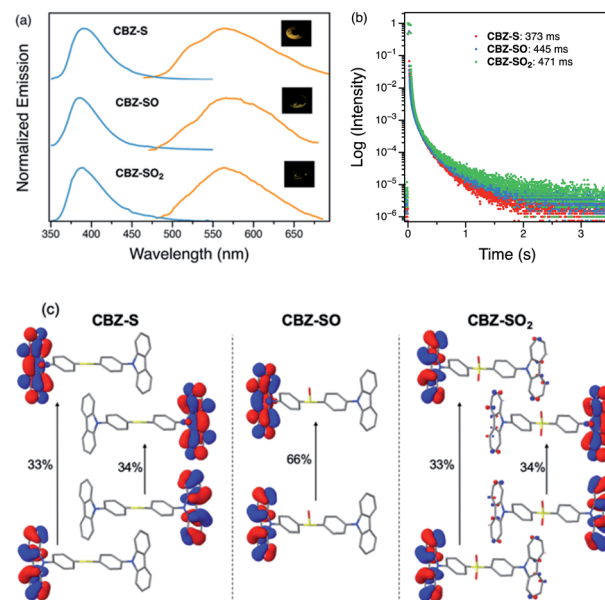 (a)
CBZ-S
CBZ-SO
CBZ-SO₂
Normalized Emission
350 400 450 500 550 600 650
Wavelength (nm)
(b)
CBZ-S: 373 ms
CBZ-SO: 445 ms
CBZ-SO₂: 471 ms
Log (Intensity)
1
10⁻¹
10⁻²
10⁻³
10⁻⁴
10⁻⁵
10⁻⁶
0 1 2 3
Time (s)
(c)
CBZ-S CBZ-SO CBZ-SO₂
33% 34% 66% 33% 34%